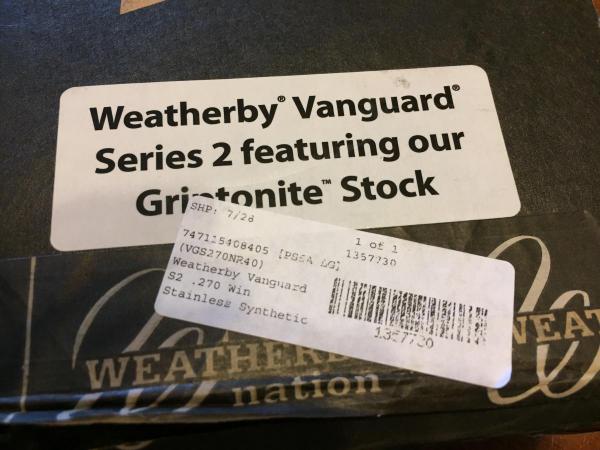 Weatherby® Vanguard®
Series 2 featuring our
Griptonite™ Stock
SHP: 7/28
1 of 1
747115408405 [PSSA LG]
1357730
(VGS270NR4O)
Weatherby Vanguard
S2 .270 Win
Stainless Synthetic
1357730
WEATHERB
nation
WEAT